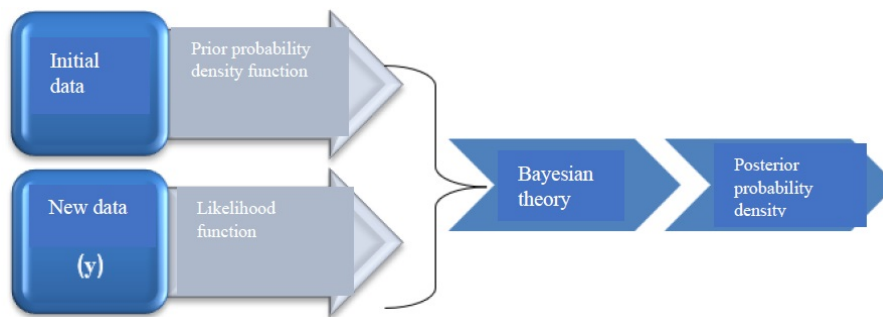 Initial
data
Prior probability
density function
New data
(y)
Likelihood
function
Bayesian
theory
Posterior
probability
density